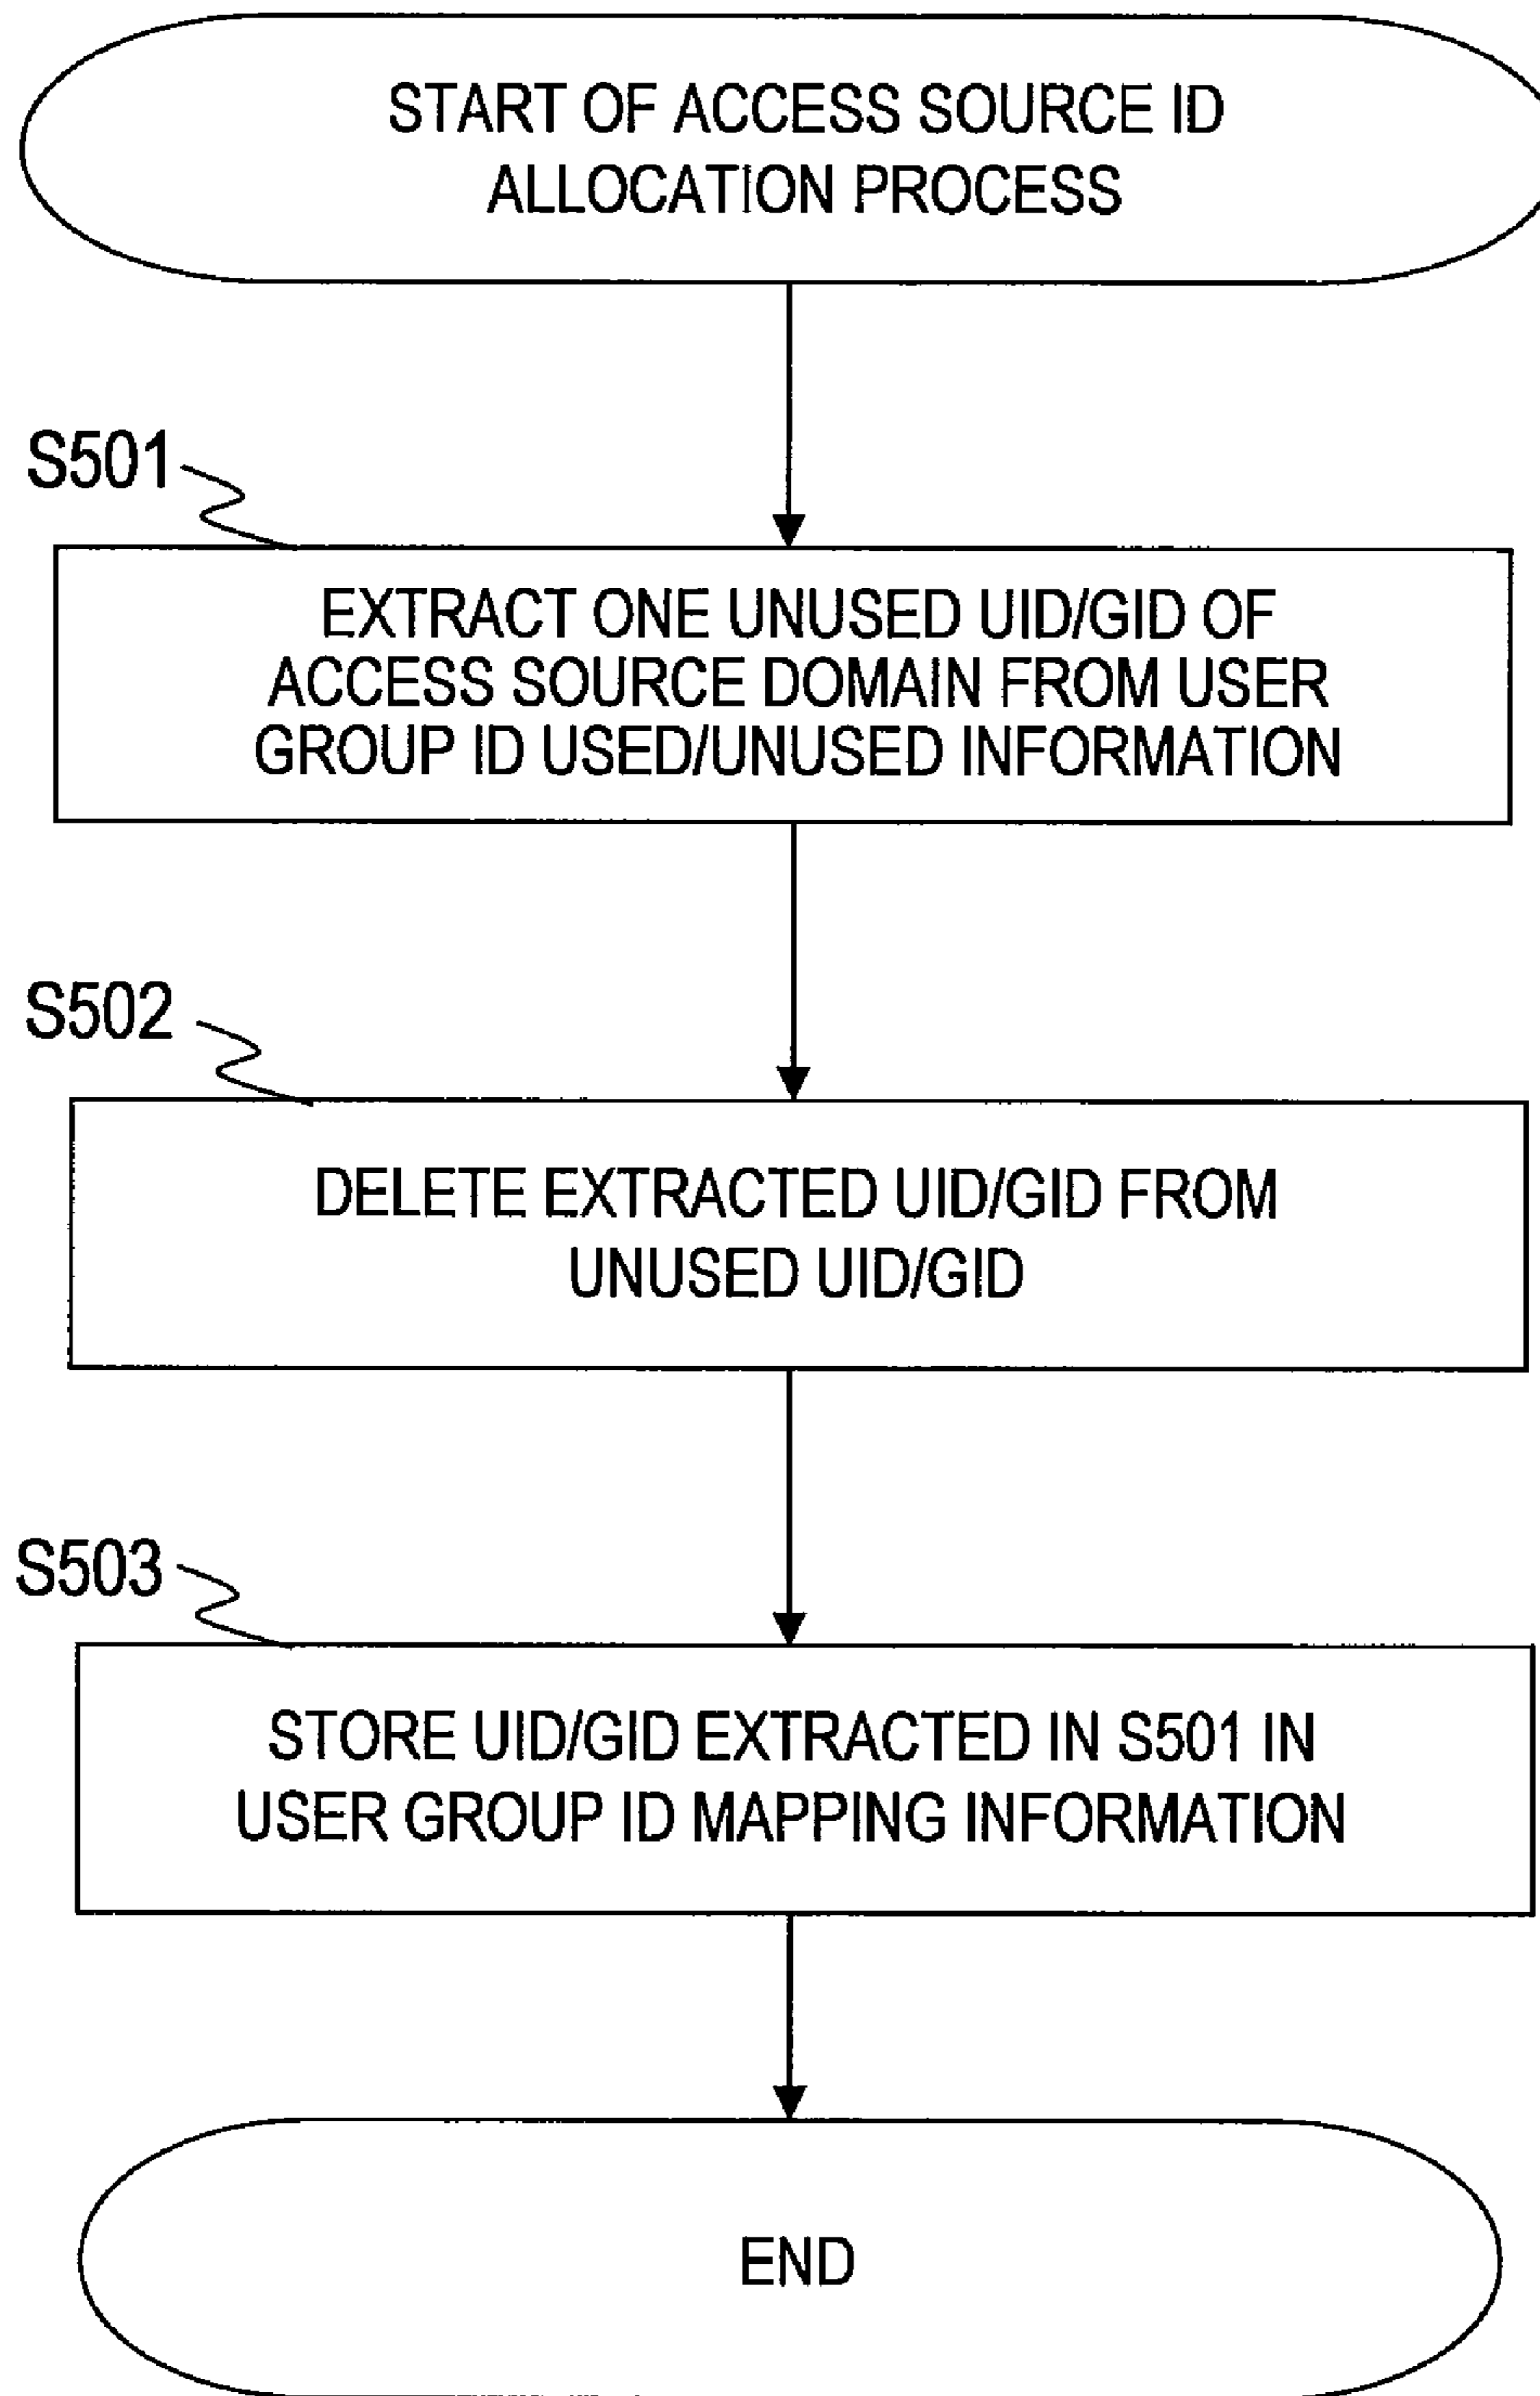 START OF ACCESS SOURCE ID
ALLOCATION PROCESS
S501
EXTRACT ONE UNUSED UID/GID OF
ACCESS SOURCE DOMAIN FROM USER
GROUP ID USED/UNUSED INFORMATION
S502
DELETE EXTRACTED UID/GID FROM
UNUSED UID/GID
S503
STORE UID/GID EXTRACTED IN S501 IN
USER GROUP ID MAPPING INFORMATION
END